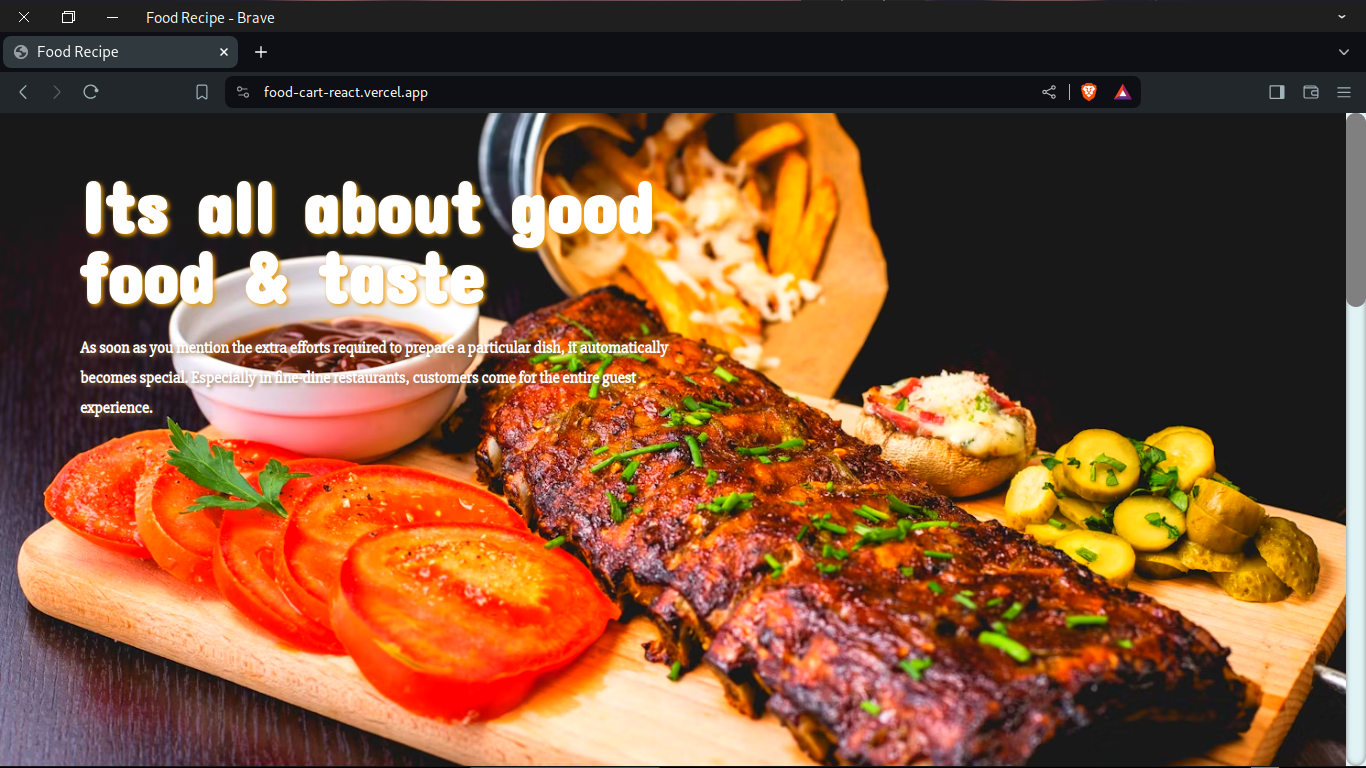 Food Recipe - Brave
Food Recipe
food-cart-react.vercel.app
Its all about good
food & taste
As soon as you mention the extra efforts required to prepare a particular dish, it automatically
becomes special. Especially in fine-dine restaurants, customers come for the entire guest
experience.